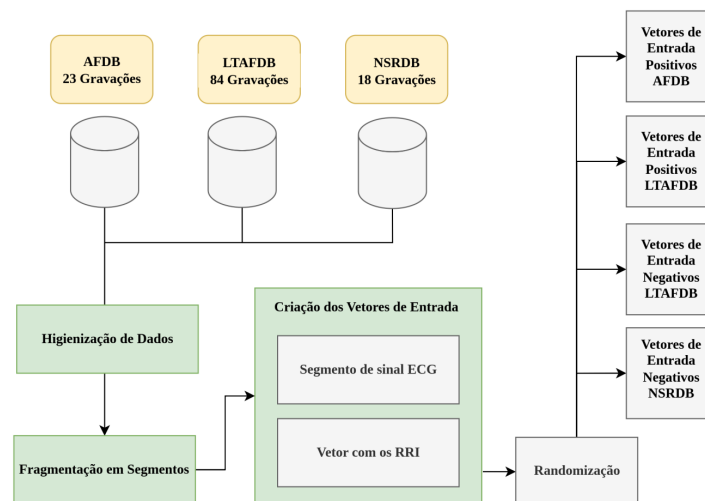 AFDB
23 Gravações
LTAFDB
84 Gravações
NSRDB
18 Gravações
Vetores de
Entrada
Positivos
AFDB
Vetores de
Entrada
Positivos
LTAFDB
Vetores de
Entrada
Negativos
LTAFDB
Vetores de
Entrada
Negativos
NSRDB
Higienização de Dados
Fragmentação em Segmentos
Criação dos Vetores de Entrada
Segmento de sinal ECG
Vetor com os RRI
Randomização